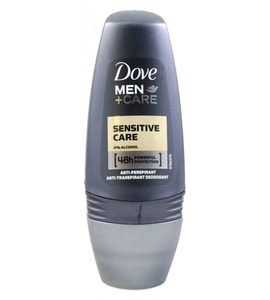 Dove
MEN
+CARE
SENSITIVE
CARE
0% ALCOHOL
48h POWERFUL
PROTECTION
ANTI-PERSPIRANT
ANTI-TRANSPIRANT DEODORANT